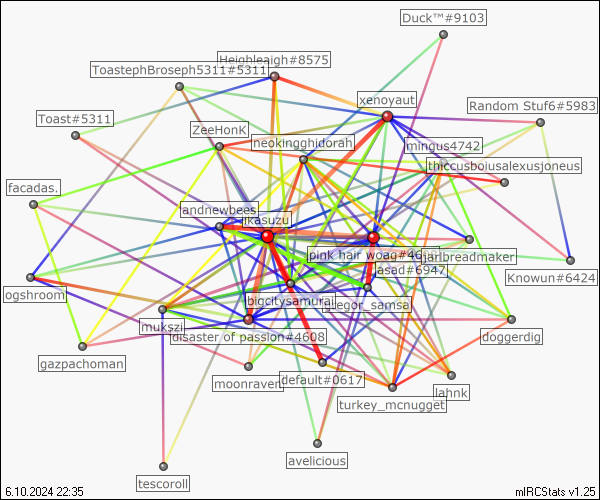 Duck™#9103
Heighleaigh#8575
ToastephBroseph5311#5311
xenoyaut
Random Stuf6#5983
Toast#5311
ZeeHonK
neokingghidorah
mingus4742
thiccusboiusalexusjoneus
facadas.
andnewbees
jkasuzu
pink hair woag#46
jarlbreadmaker
asad#6947
Knowun#6424
ogshroom
bigcitysamurai
gregor_samsa
mukszi
disaster of passion#4608
doggerdig
gazpachoman
moonraven
default#0617
lahnk
turkey_mcnugget
avelicious
tescoroll
6.10.2024 22:35
mIRCStats v1.25